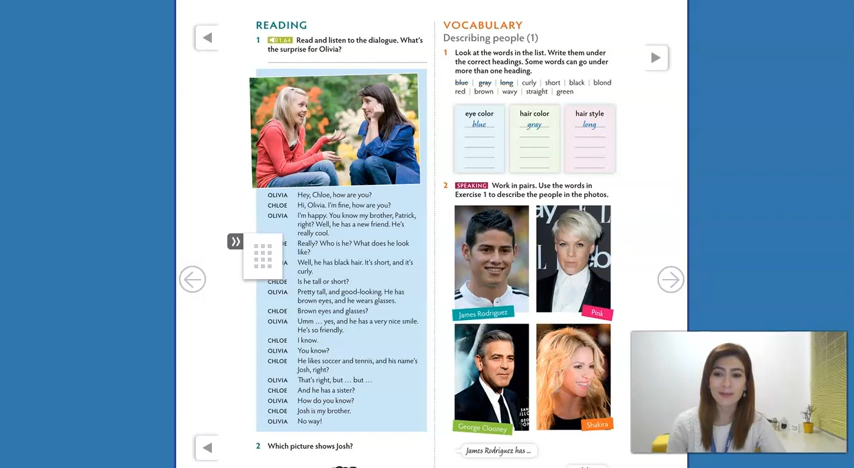 READING
1 1.64 Read and listen to the dialogue. What's
the surprise for Olivia?
OLIVIA Hey, Chloe, how are you?
CHLOE Hi, Olivia. I'm fine, how are you?
OLIVIA I'm happy. You know my brother, Patrick,
right? Well, he has a new friend. He's
really cool.
Really? Who is he? What does he look
like?
Well, he has black hair. It's short, and it's
curly.
CHLOE Is he tall or short?
OLIVIA Pretty tall, and good-looking. He has
brown eyes, and he wears glasses.
CHLOE Brown eyes and glasses?
OLIVIA Umm ... yes, and he has a very nice smile.
He's so friendly.
CHLOE I know.
OLIVIA You know?
CHLOE He likes soccer and tennis, and his name's
Josh, right?
OLIVIA That's right, but ... but ...
CHLOE And he has a sister?
OLIVIA How do you know?
CHLOE Josh is my brother.
OLIVIA No way!
2 Which picture shows Josh?
VOCABULARY
Describing people (1)
1 Look at the words in the list. Write them under
the correct headings. Some words can go under
more than one heading.
blue | gray | long | curly | short | black | blond
red | brown | wavy | straight | green
eye color
blue
hair color
gray
hair style
long
2 SPEAKING Work in pairs. Use the words in
Exercise 1 to describe the people in the photos.
James Rodriguez
Pink
George Clooney
Shakira
James Rodriguez has ...